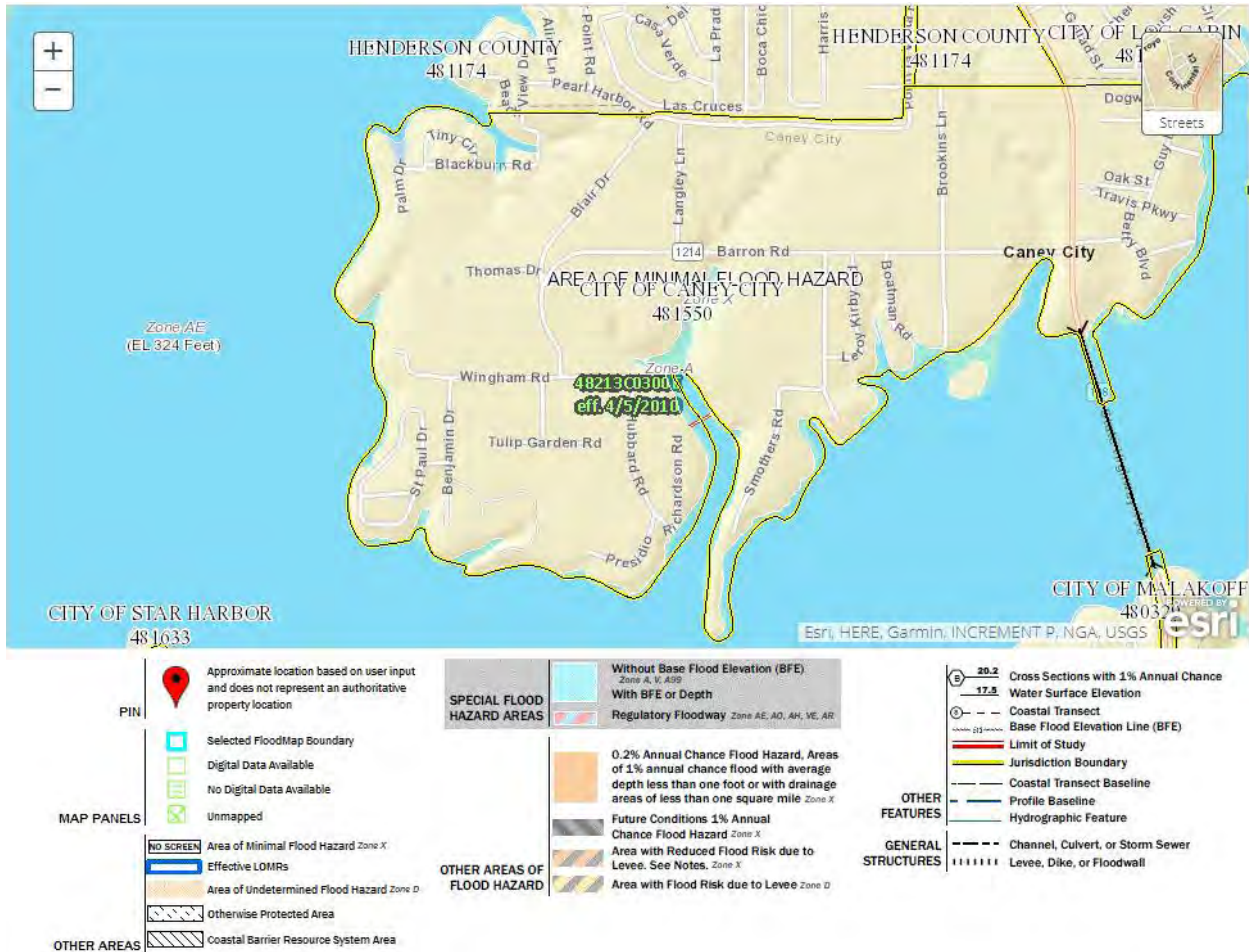 +
−
HENDERSON COUNTY
481174
HENDERSON COUNTY
481174
CITY OF LOG CABIN
Streets
Point Rd
Casa Verde
La Prad
Boca Chic
Harris
View Dr
Pearl Harbor Rd
Las Cruces
Caney City
Dogw
Tiny Cir
Blackburn Rd
Palm Dr
Blair Dr
Langley Ln
Brookins Ln
Oak St
Travis Pkwy
Betty Blvd
1214
Barron Rd
Caney City
Thomas Dr
AREA OF MINIMAL FLOOD HAZARD
Zone X
CITY OF CANEY CITY
481550
Leroy Kirby Rd
Boatman Rd
Zone AE
(EL 324 Feet)
Wingham Rd
Zone A
48213C0300
eff. 4/5/2010
Tulip Garden Rd
Hubbard Rd
St Paul Dr
Benjamin Dr
Smothers Rd
Presidio
CITY OF STAR HARBOR
481633
CITY OF MALAKOFF
POWERED BY
esri
Esri, HERE, Garmin, INCREMENT P, NGA, USGS
PIN
Approximate location based on user input
and does not represent an authoritative
property location
MAP PANELS
Selected FloodMap Boundary
Digital Data Available
No Digital Data Available
Unmapped
OTHER AREAS
NO SCREEN Area of Minimal Flood Hazard Zone X
Effective LOMRs
Area of Undetermined Flood Hazard Zone D
Otherwise Protected Area
Coastal Barrier Resource System Area
SPECIAL FLOOD
HAZARD AREAS
Without Base Flood Elevation (BFE)
Zone A, V, A99
With BFE or Depth
Regulatory Floodway Zone AE, AO, AH, VE, AR
OTHER AREAS OF
FLOOD HAZARD
0.2% Annual Chance Flood Hazard, Areas
of 1% annual chance flood with average
depth less than one foot or with drainage
areas of less than one square mile Zone X
Future Conditions 1% Annual
Chance Flood Hazard Zone X
Area with Reduced Flood Risk due to
Levee. See Notes. Zone X
Area with Flood Risk due to Levee Zone D
OTHER
FEATURES
B 20.2 Cross Sections with 1% Annual Chance
17.5 Water Surface Elevation
8 Coastal Transect
Base Flood Elevation Line (BFE)
Limit of Study
Jurisdiction Boundary
Coastal Transect Baseline
Profile Baseline
Hydrographic Feature
GENERAL
STRUCTURES
Channel, Culvert, or Storm Sewer
Levee, Dike, or Floodwall